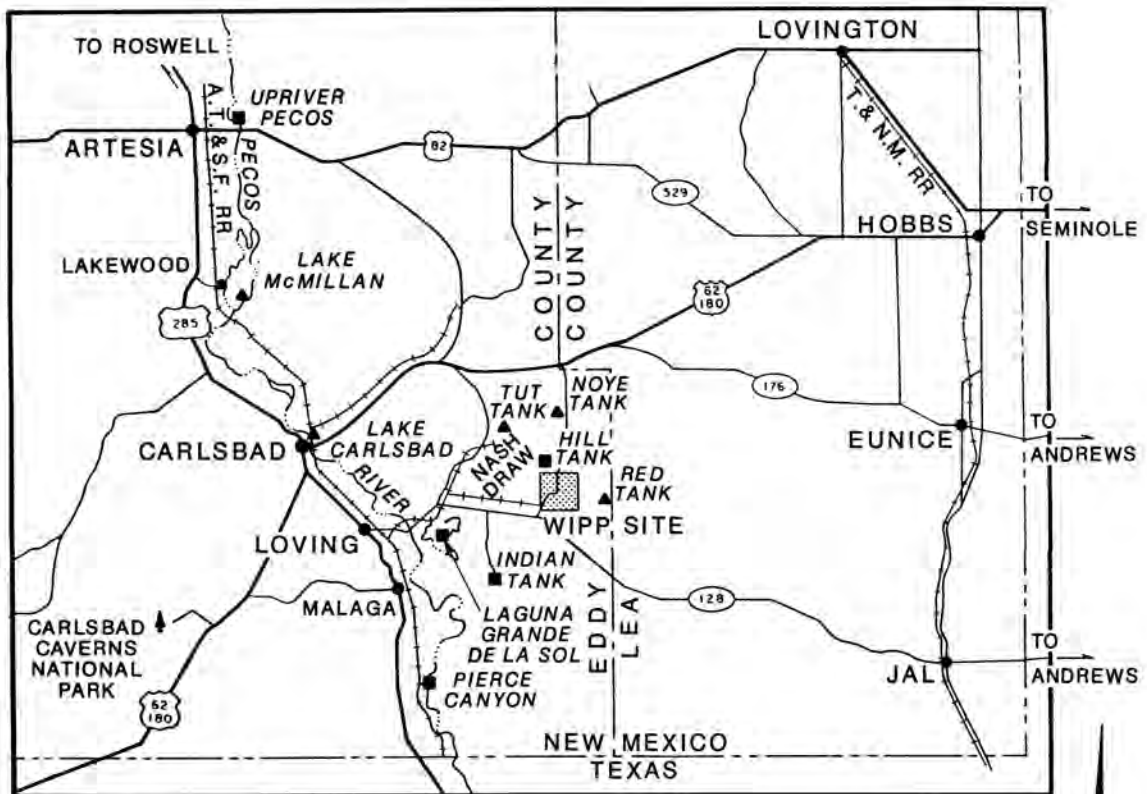 TO ROSWELL
LOVINGTON
UPRIVER
PECOS
A.T. & S.F. RR
PECOS
ARTESIA
82
T. & N.M. RR
529
TO
SEMINOLE
HOBBS
LAKEWOOD
LAKE
McMILLAN
COUNTY
COUNTY
62
180
285
176
TUT
TANK
NOYE
TANK
CARLSBAD
LAKE
CARLSBAD
NASH
DRAW
HILL
TANK
EUNICE
TO
ANDREWS
RIVER
RED
TANK
WIPP SITE
LOVING
INDIAN
TANK
MALAGA
EDDY
LEA
128
LAGUNA
GRANDE
DE LA SOL
CARLSBAD
CAVERNS
NATIONAL
PARK
JAL
TO
ANDREWS
PIERCE
CANYON
62
180
NEW MEXICO
TEXAS